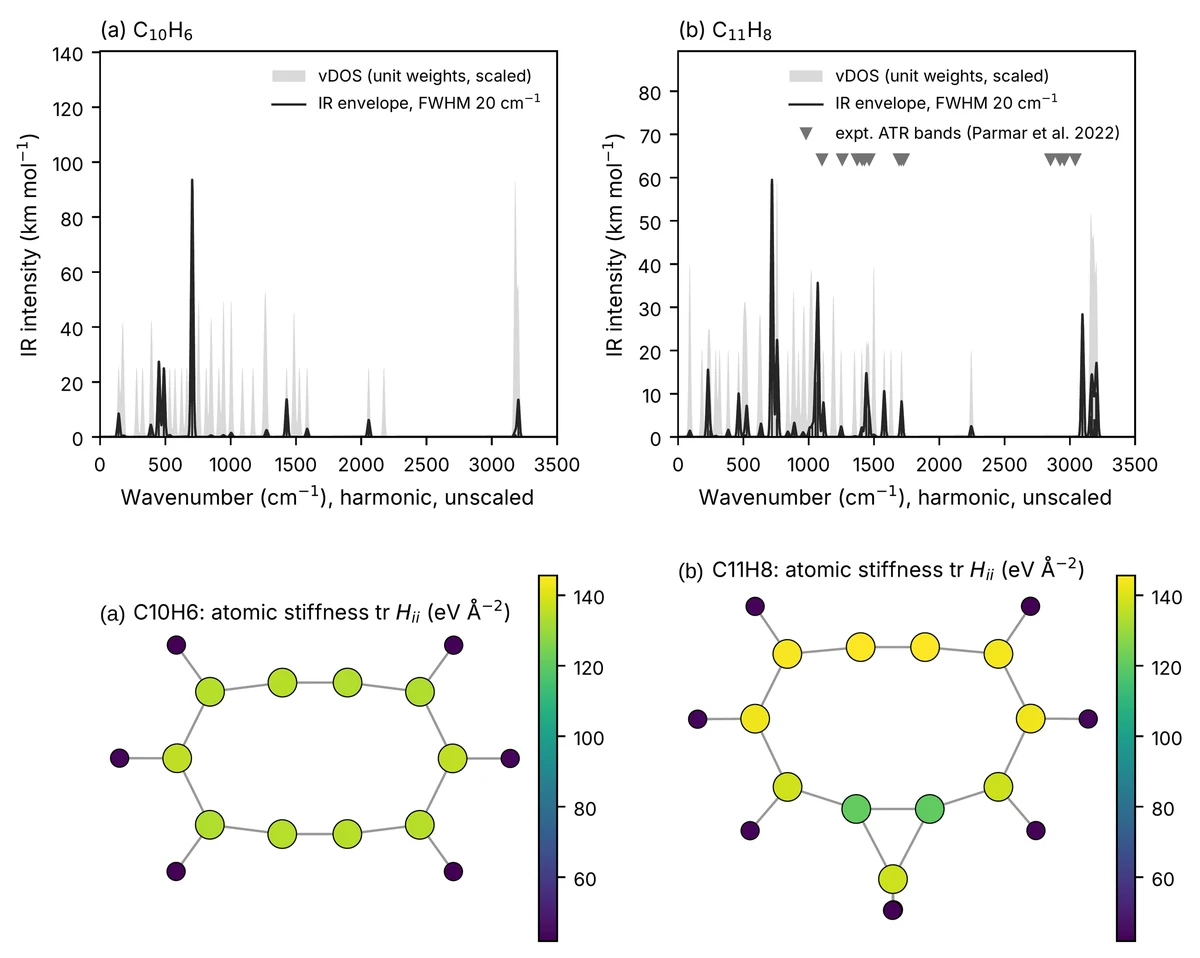 (a) C₁₀H₆
140
120
100
80
60
40
20
0
IR intensity (km mol⁻¹)
vDOS (unit weights, scaled)
IR envelope, FWHM 20 cm⁻¹
0 500 1000 1500 2000 2500 3000 3500
Wavenumber (cm⁻¹), harmonic, unscaled
(b) C₁₁H₈
80
70
60
50
40
30
20
10
0
IR intensity (km mol⁻¹)
vDOS (unit weights, scaled)
IR envelope, FWHM 20 cm⁻¹
expt. ATR bands (Parmar et al. 2022)
0 500 1000 1500 2000 2500 3000 3500
Wavenumber (cm⁻¹), harmonic, unscaled
(a) C10H6: atomic stiffness tr Hᵢᵢ (eV Å⁻²)
140
120
100
80
60
(b) C11H8: atomic stiffness tr Hᵢᵢ (eV Å⁻²)
140
120
100
80
60